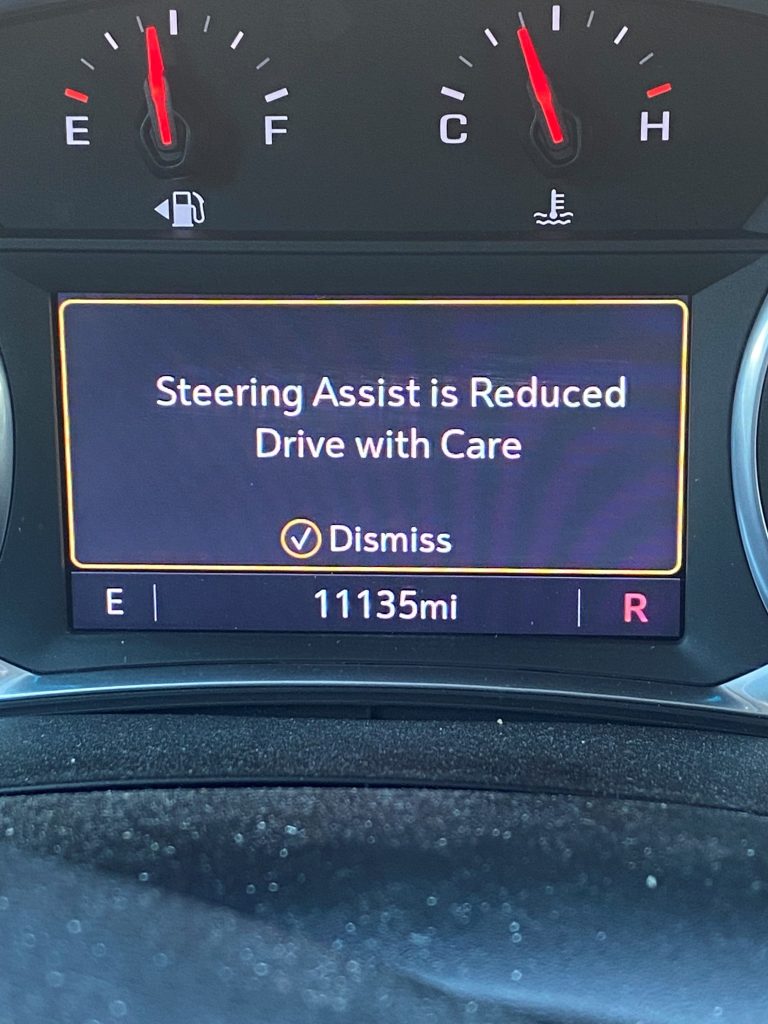 E F C H
Steering Assist is Reduced
Drive with Care
Dismiss
E 11135mi R